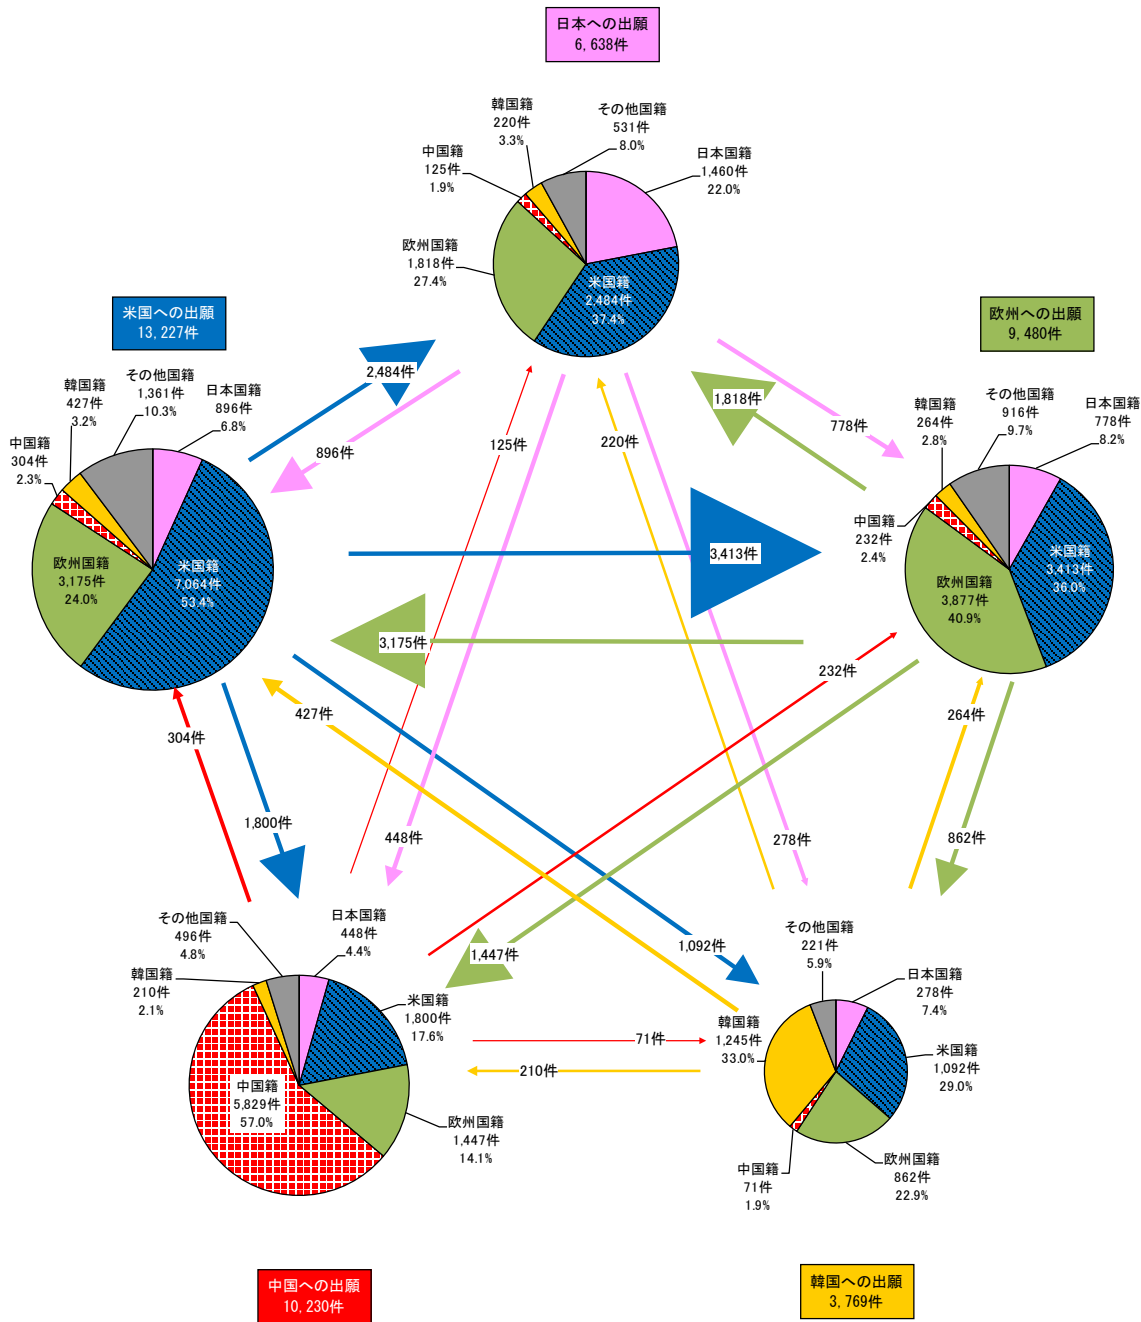 日本への出願
6,638件
韓国籍
220件
3.3%
その他国籍
531件
8.0%
中国籍
125件
1.9%
日本国籍
1,460件
22.0%
欧州国籍
1,818件
27.4%
米国籍
2,484件
37.4%
米国への出願
13,227件
韓国籍
427件
3.2%
その他国籍
1,361件
10.3%
日本国籍
896件
6.8%
中国籍
304件
2.3%
欧州国籍
3,175件
24.0%
米国籍
7,064件
53.4%
欧州への出願
9,480件
韓国籍
264件
2.8%
その他国籍
916件
9.7%
日本国籍
778件
8.2%
中国籍
232件
2.4%
米国籍
3,413件
36.0%
欧州国籍
3,877件
40.9%
2,484件
896件
125件
220件
1,818件
778件
3,413件
3,175件
427件
304件
232件
264件
1,800件
448件
278件
862件
1,447件
1,092件
71件
210件
その他国籍
496件
4.8%
日本国籍
448件
4.4%
韓国籍
210件
2.1%
米国籍
1,800件
17.6%
中国籍
5,829件
57.0%
欧州国籍
1,447件
14.1%
中国への出願
10,230件
その他国籍
221件
5.9%
日本国籍
278件
7.4%
韓国籍
1,245件
33.0%
米国籍
1,092件
29.0%
中国籍
71件
1.9%
欧州国籍
862件
22.9%
韓国への出願
3,769件